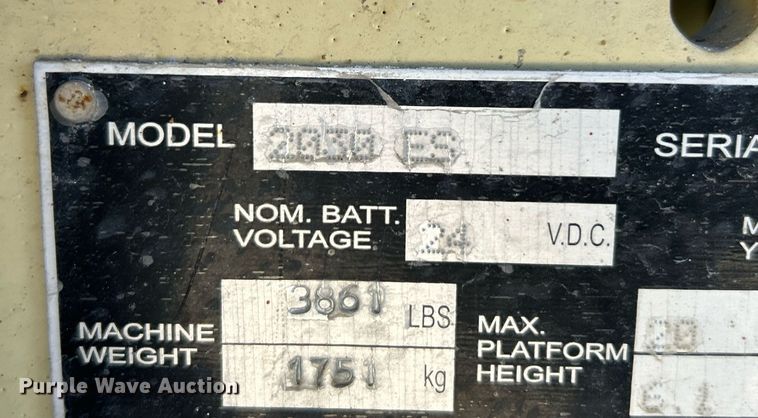 MODEL 2030 ES SERIA
NOM. BATT.
VOLTAGE 24 V.D.C.
3861 LBS
MACHINE
WEIGHT 1751 kg
MAX.
PLATFORM
HEIGHT
Purple Wave Auction